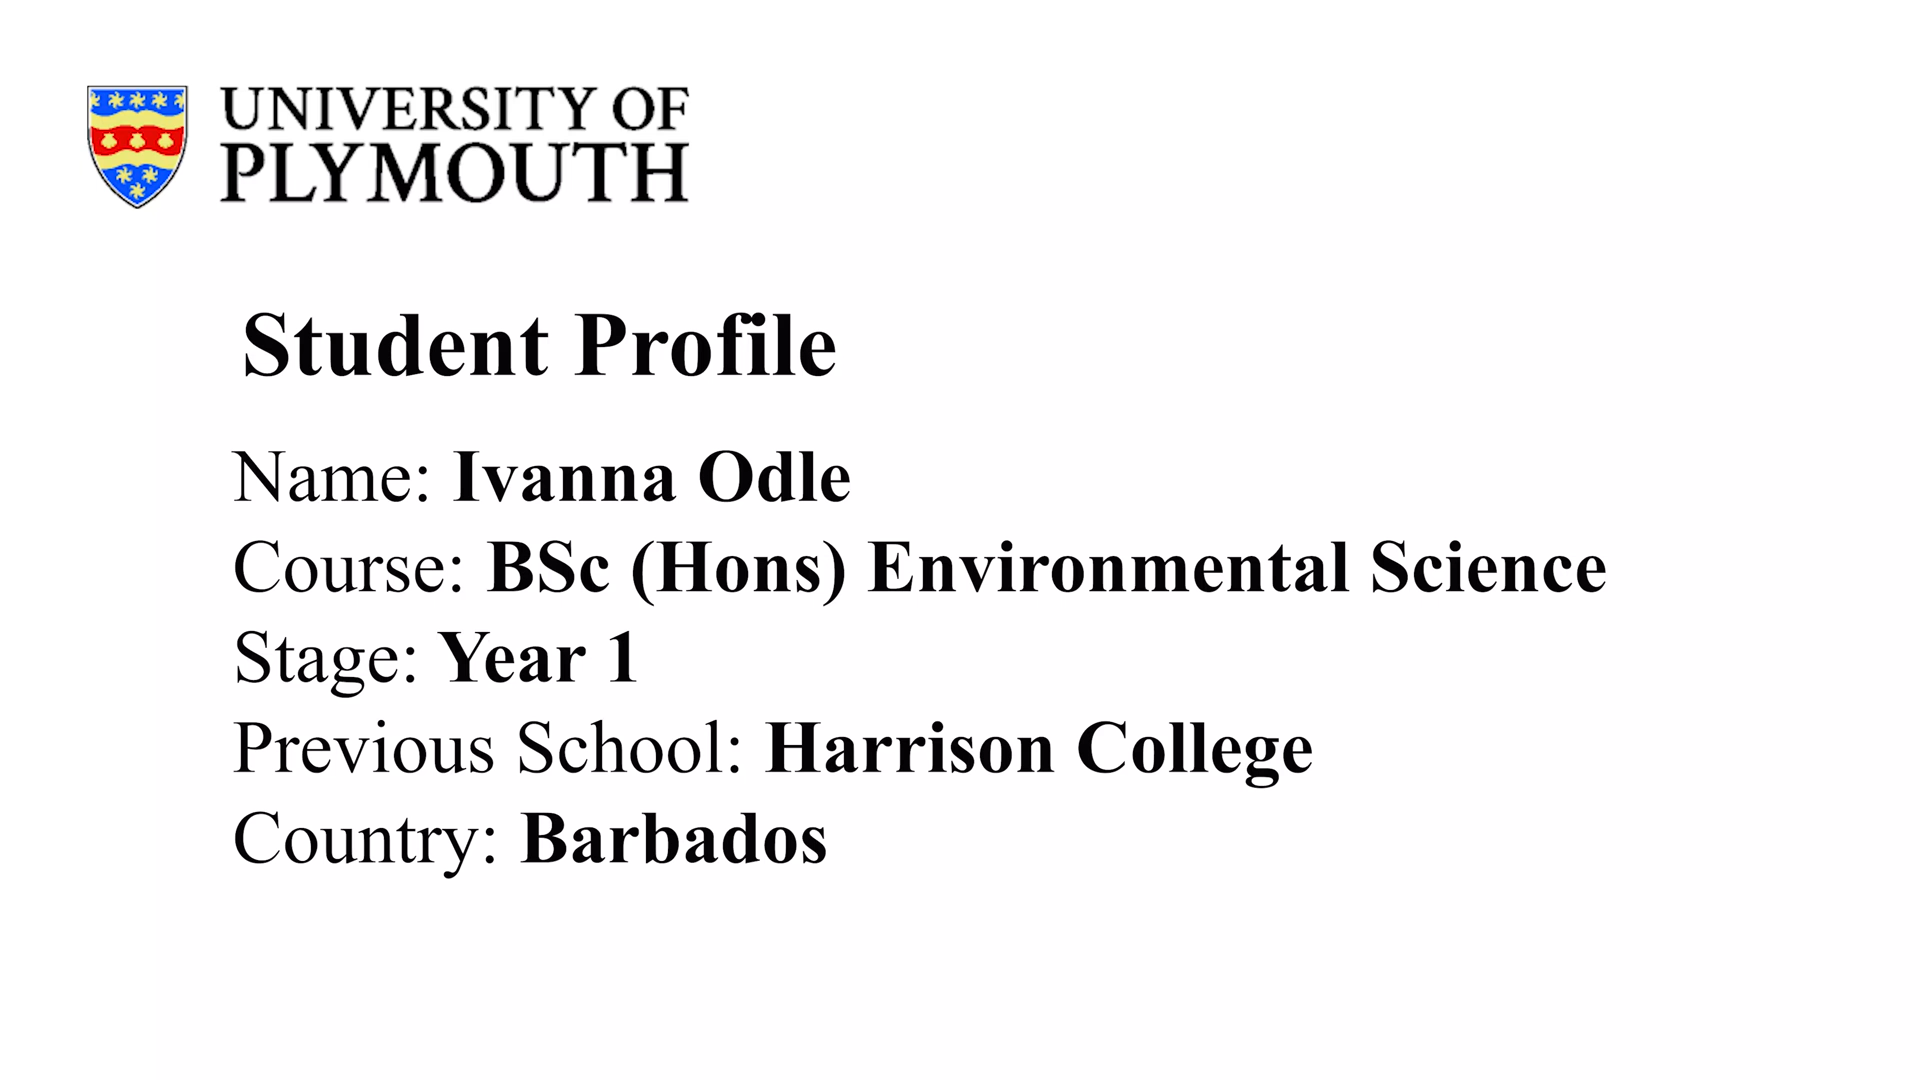 UNIVERSITY OF
PLYMOUTH
Student Profile
Name: Ivanna Odle
Course: BSc (Hons) Environmental Science
Stage: Year 1
Previous School: Harrison College
Country: Barbados